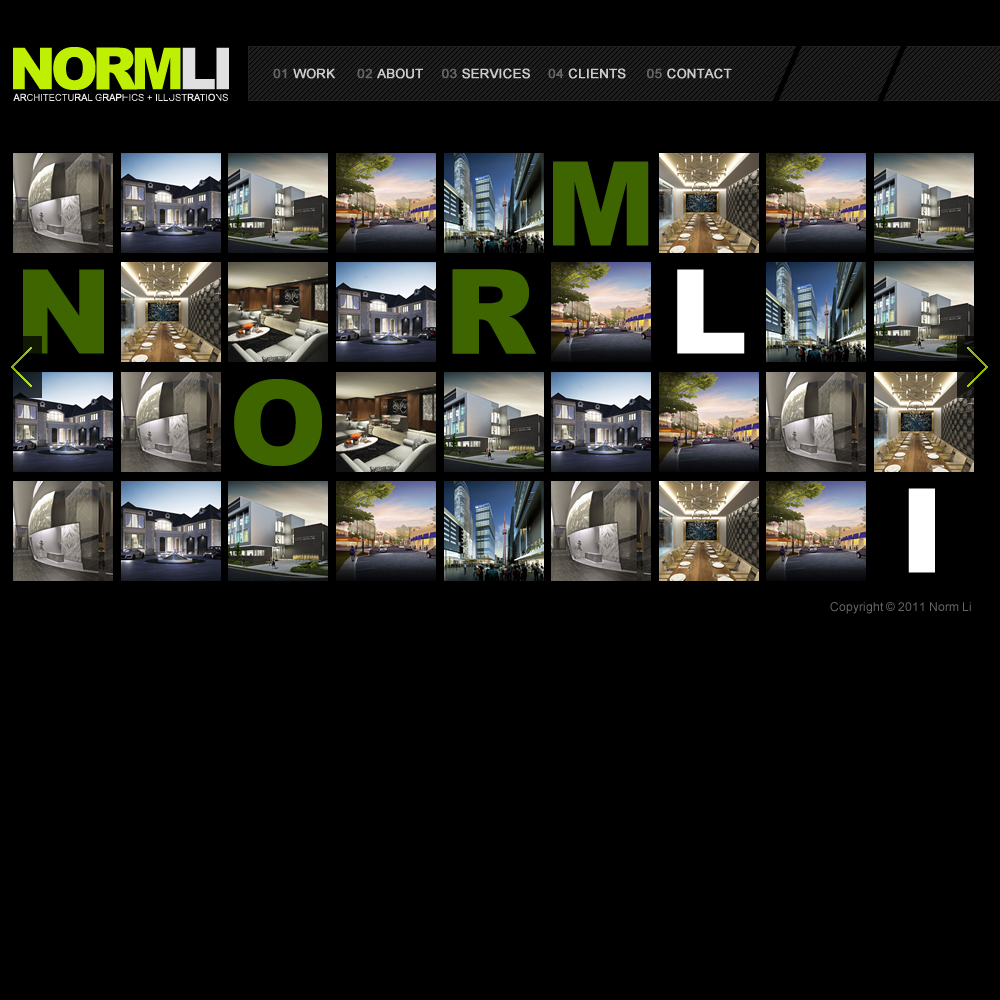 NORMLI
ARCHITECTURAL GRAPHICS + ILLUSTRATIONS
01 WORK 02 ABOUT 03 SERVICES 04 CLIENTS 05 CONTACT
M
N R L
O
I
Copyright © 2011 Norm Li